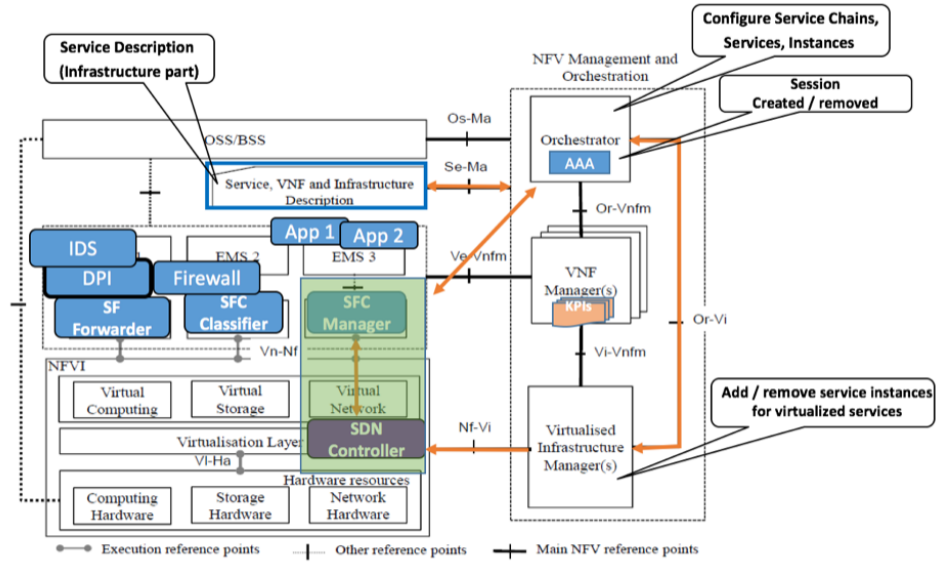 Configure Service Chains,
Services, Instances
Service Description
(Infrastructure part)
NFV Management and
Orchestration
Session
Created / removed
Os-Ma
OSS/BSS
Orchestrator
AAA
Se-Ma
Service, VNF and Infrastructure
Description
Or-Vnfm
App 1
App 2
IDS
EMS 2
EMS 3
Ve-Vnfm
DPI
Firewall
VNF
Manager(s)
KPIs
SF
Forwarder
SFC
Classifier
SFC
Manager
Or-Vi
Vn-Nf
Vi-Vnfm
NFVI
Virtual
Computing
Virtual
Storage
Virtual
Network
Add / remove service instances
for virtualized services
SDN
Controller
Nf-Vi
Virtualised
Infrastructure
Manager(s)
Virtualisation Layer
Vl-Ha
Hardware resources
Computing
Hardware
Storage
Hardware
Network
Hardware
Execution reference points
Other reference points
Main NFV reference points